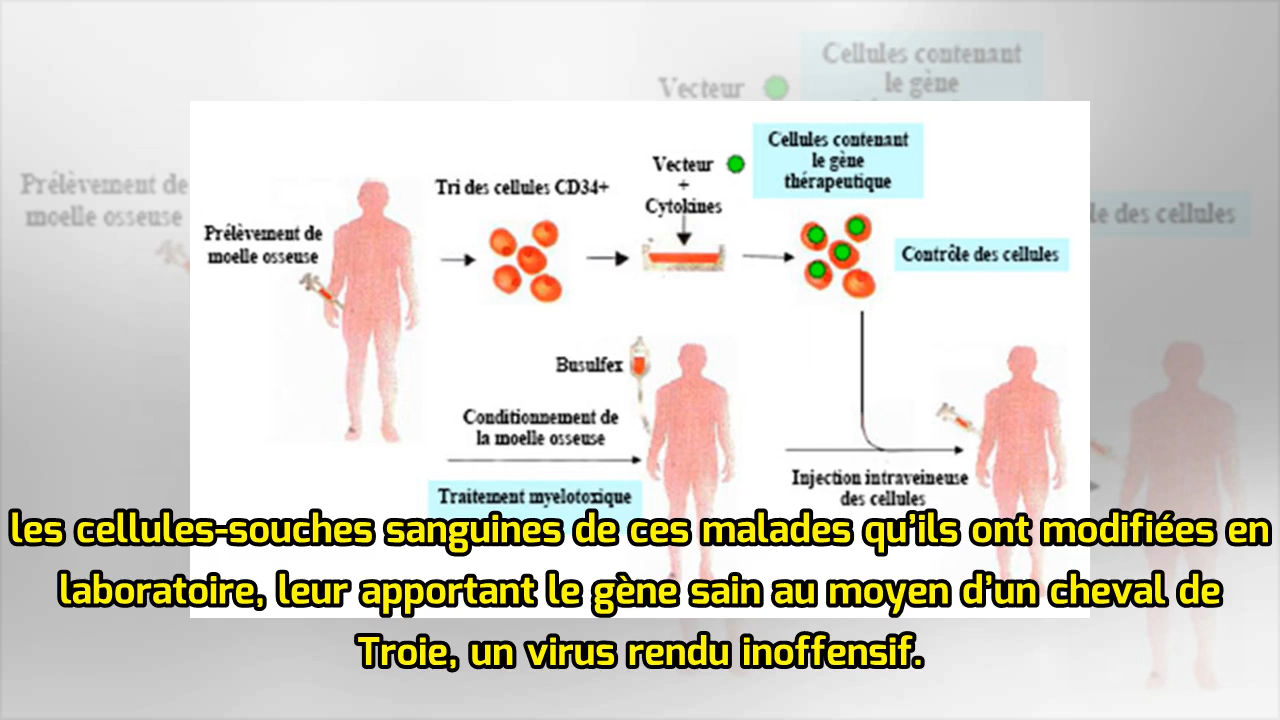 Cellules contenant
le gène
Vecteur
Prélèvement de
moelle osseuse
le des cellules
Cellules contenant
le gène
thérapeutique
Vecteur
+
Cytokines
Tri des cellules CD34+
Prélèvement de
moelle osseuse
Contrôle des cellules
Busulfex
Conditionnement de
la moelle osseuse
Traitement myelotoxique
Injection intraveineuse
des cellules
les cellules-souches sanguines de ces malades qu’ils ont modifiées en
laboratoire, leur apportant le gène sain au moyen d’un cheval de
Troie, un virus rendu inoffensif.